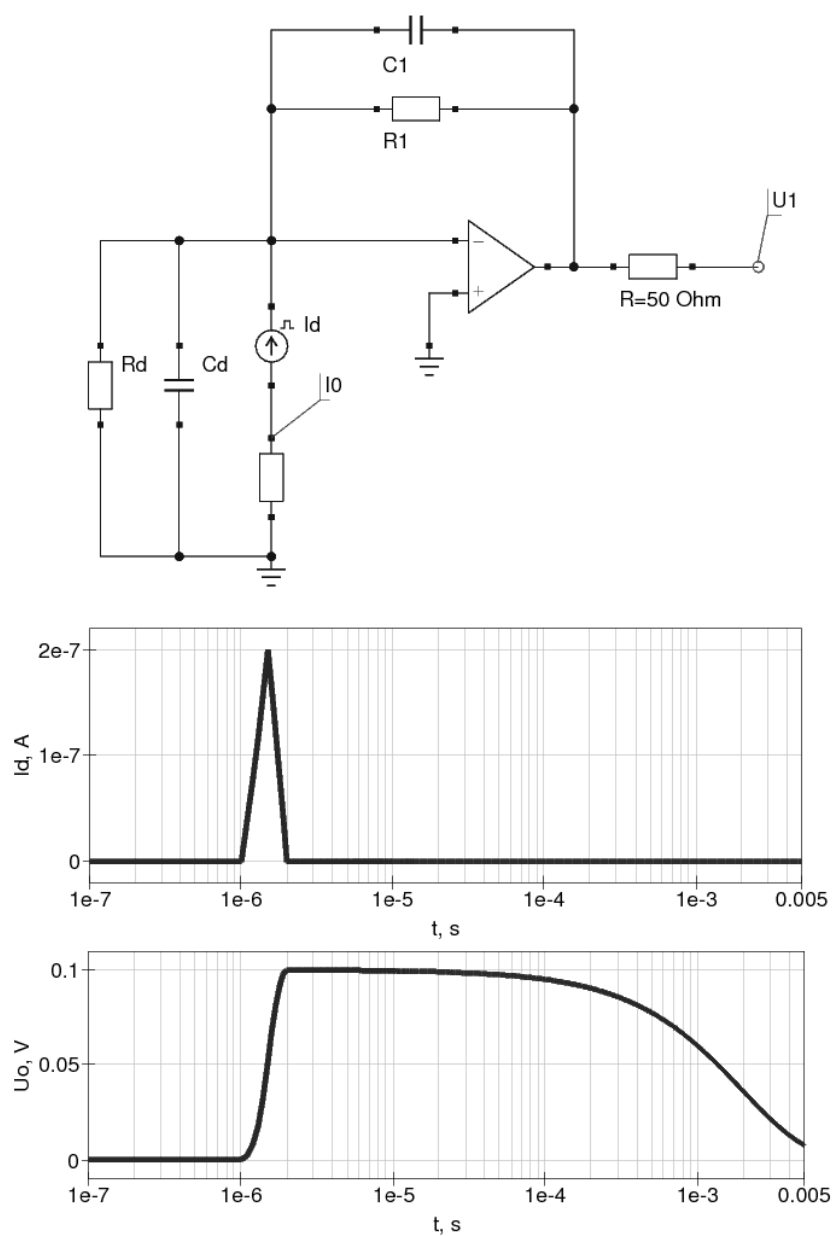 C1
R1
U1
−
+
R=50 Ohm
Id
Rd
Cd
I0
2e-7
1e-7
0
Id, A
1e-7
1e-6
1e-5
1e-4
1e-3
0.005
t, s
0.1
0.05
0
Uo, V
1e-7
1e-6
1e-5
1e-4
1e-3
0.005
t, s